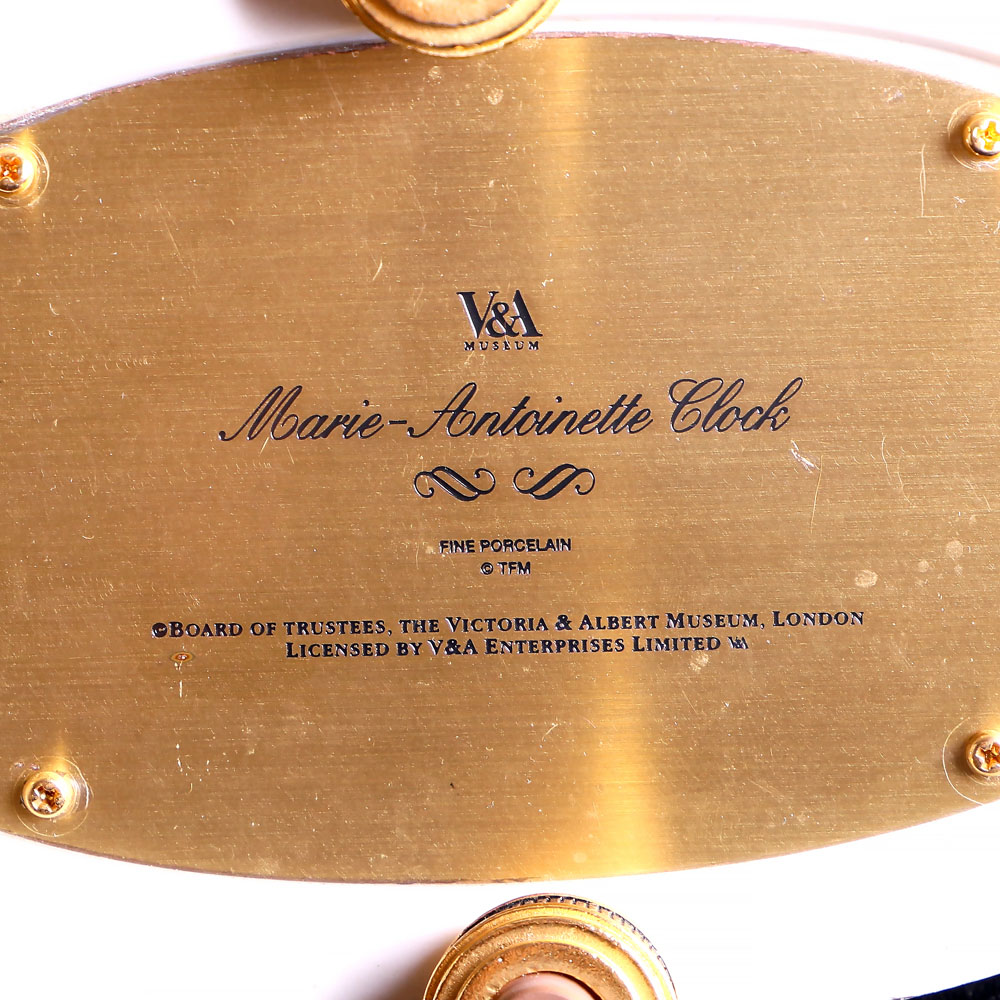 V&A
MUSEUM
Marie-Antoinette Clock
FINE PORCELAIN
© TFM
©BOARD OF TRUSTEES, THE VICTORIA & ALBERT MUSEUM, LONDON
LICENSED BY V&A ENTERPRISES LIMITED V&A